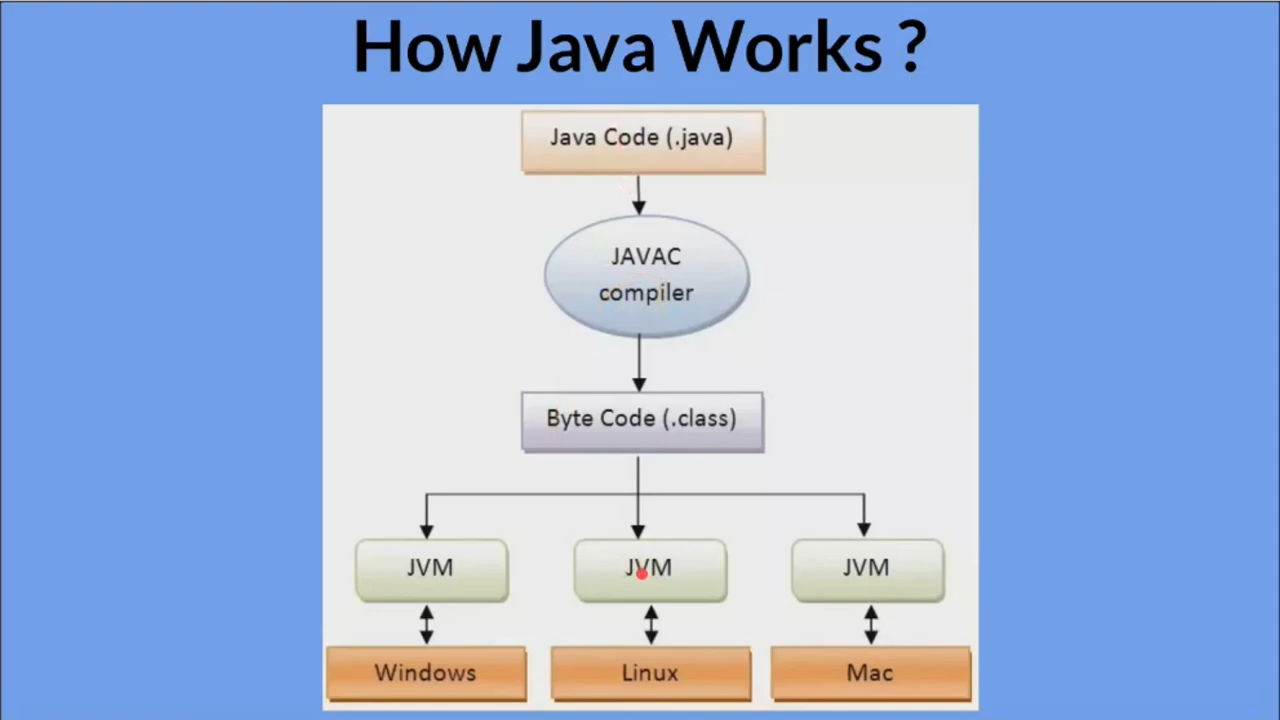 How Java Works ?
Java Code (.java)
JAVAC
compiler
Byte Code (.class)
JVM
JVM
JVM
Windows
Linux
Mac